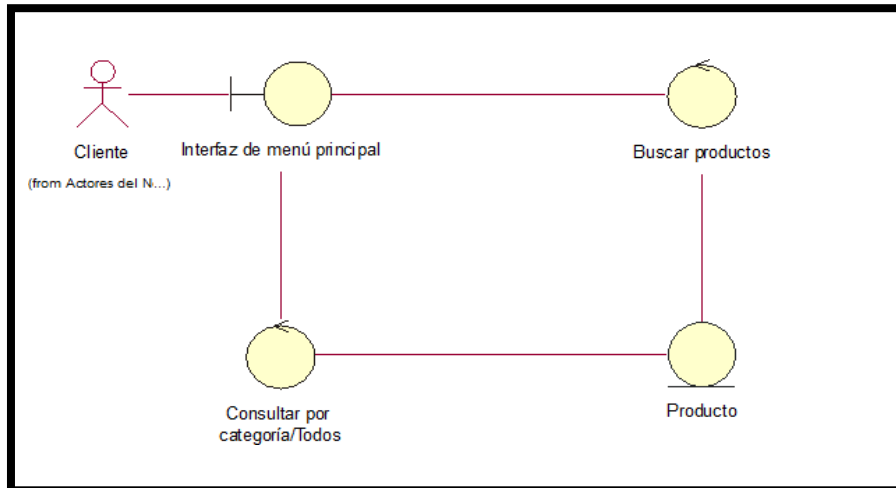 Cliente
(from Actores del N...)
Interfaz de menú principal
Buscar productos
Consultar por
categoría/Todos
Producto